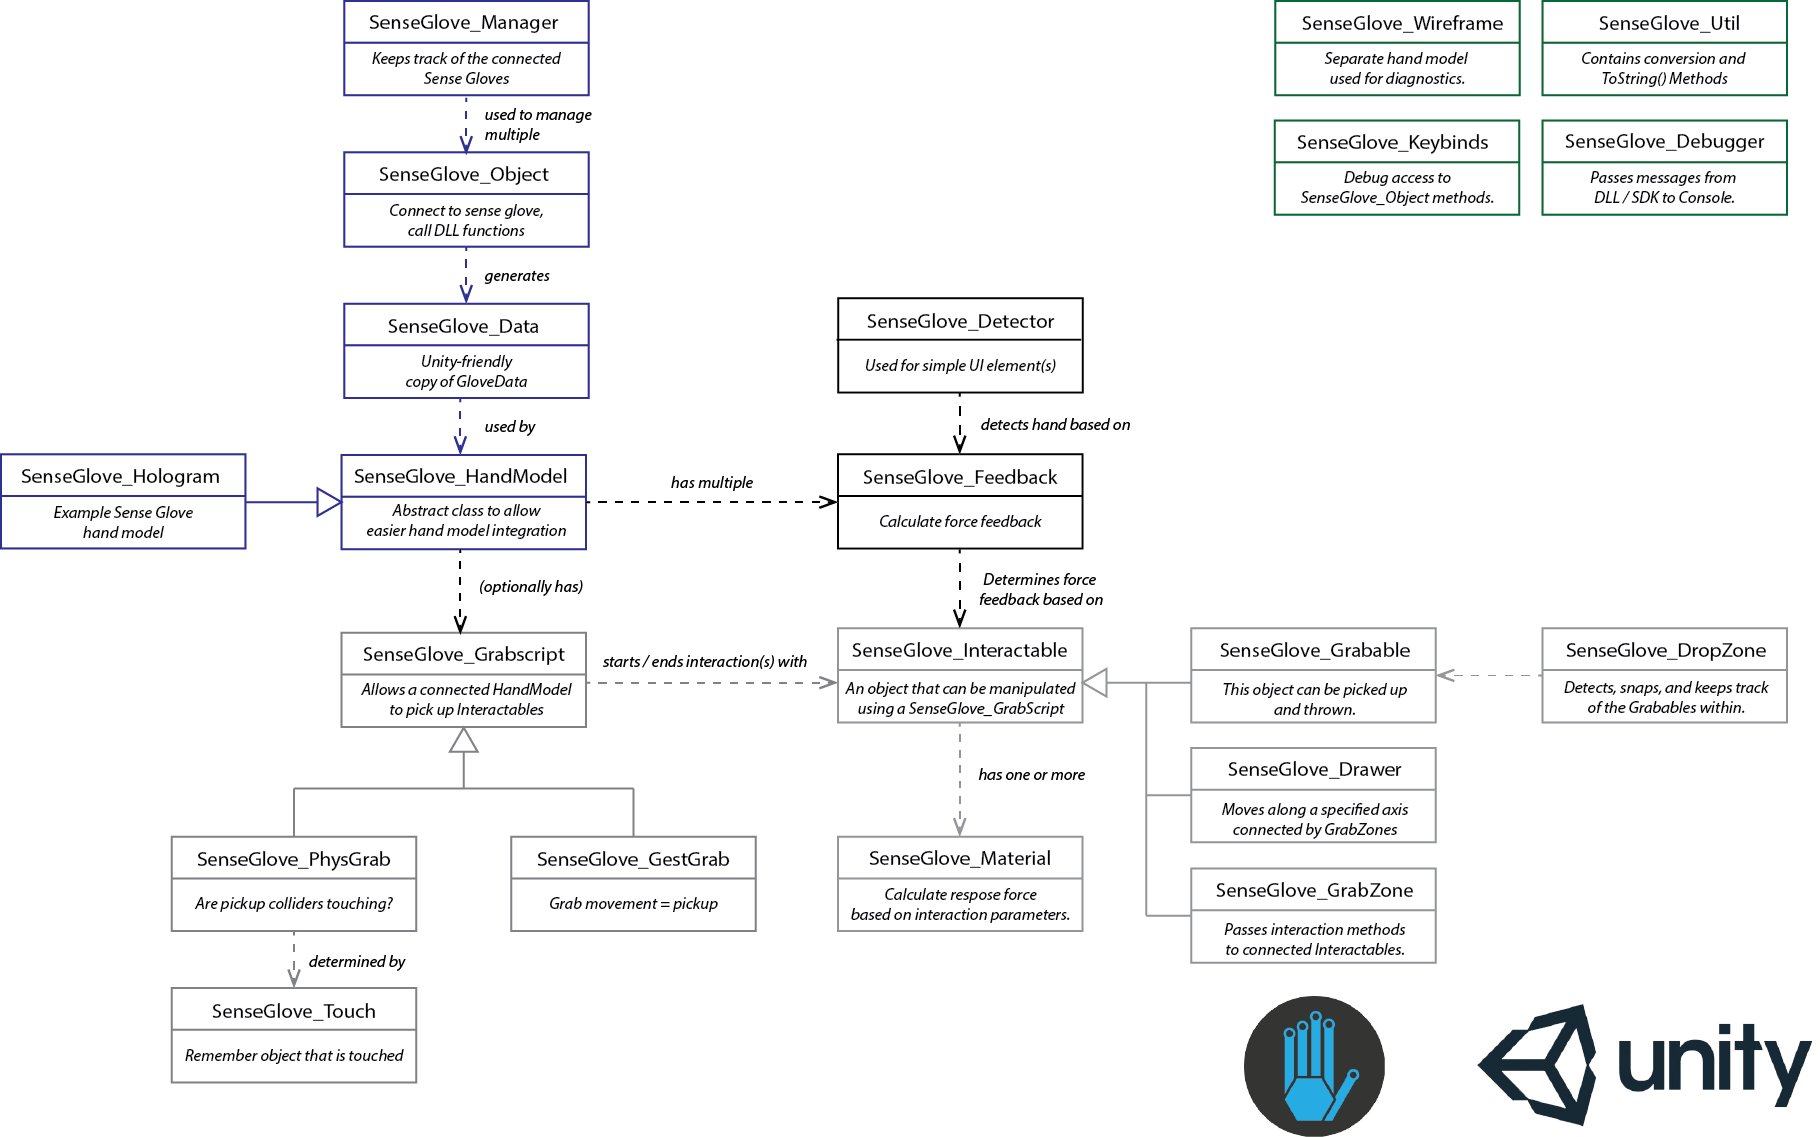 SenseGlove_Manager
Keeps track of the connected
Sense Gloves
used to manage
multiple
SenseGlove_Object
Connect to sense glove,
call DLL functions
generates
SenseGlove_Data
Unity-friendly
copy of GloveData
used by
SenseGlove_Hologram
Example Sense Glove
hand model
SenseGlove_HandModel
Abstract class to allow
easier hand model integration
has multiple
(optionally has)
SenseGlove_Grabscript
Allows a connected HandModel
to pick up Interactables
starts / ends interaction(s) with
SenseGlove_PhysGrab
Are pickup colliders touching?
SenseGlove_GestGrab
Grab movement = pickup
determined by
SenseGlove_Touch
Remember object that is touched
SenseGlove_Detector
Used for simple UI element(s)
detects hand based on
SenseGlove_Feedback
Calculate force feedback
Determines force
feedback based on
SenseGlove_Interactable
An object that can be manipulated
using a SenseGlove_GrabScript
has one or more
SenseGlove_Material
Calculate respose force
based on interaction parameters.
SenseGlove_Grabable
This object can be picked up
and thrown.
SenseGlove_DropZone
Detects, snaps, and keeps track
of the Grabables within.
SenseGlove_Drawer
Moves along a specified axis
connected by GrabZones
SenseGlove_GrabZone
Passes interaction methods
to connected Interactables.
SenseGlove_Wireframe
Separate hand model
used for diagnostics.
SenseGlove_Util
Contains conversion and
ToString() Methods
SenseGlove_Keybinds
Debug access to
SenseGlove_Object methods.
SenseGlove_Debugger
Passes messages from
DLL / SDK to Console.
unity